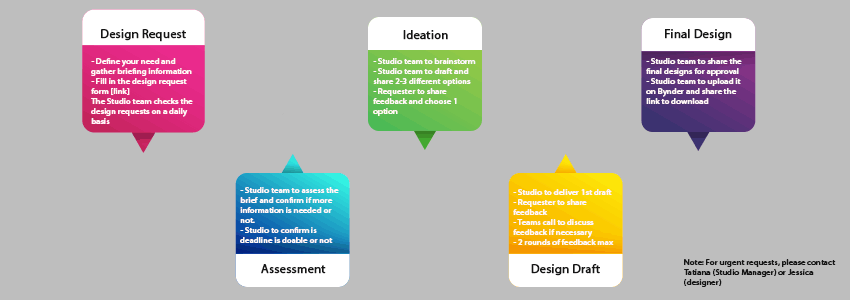 Design Request
- Define your need and
gather briefing information
- Fill in the design request
form [link]
The Studio team checks the
design requests on a daily
basis
- Studio team to assess the
brief and confirm if more
information is needed or
not.
- Studio to confirm is
deadline is doable or not
Assessment
Ideation
- Studio team to brainstorm
- Studio team to draft and
share 2-3 different options
- Requester to share
feedback and choose 1
option
- Studio to deliver 1st draft
- Requester to share
feedback
- Teams call to discuss
feedback if necessary
- 2 rounds of feedback max
Design Draft
Final Design
- Studio team to share the
final designs for approval
- Studio team to upload it
on Bynder and share the
link to download
Note: For urgent requests, please contact
Tatiana (Studio Manager) or Jessica
(designer)